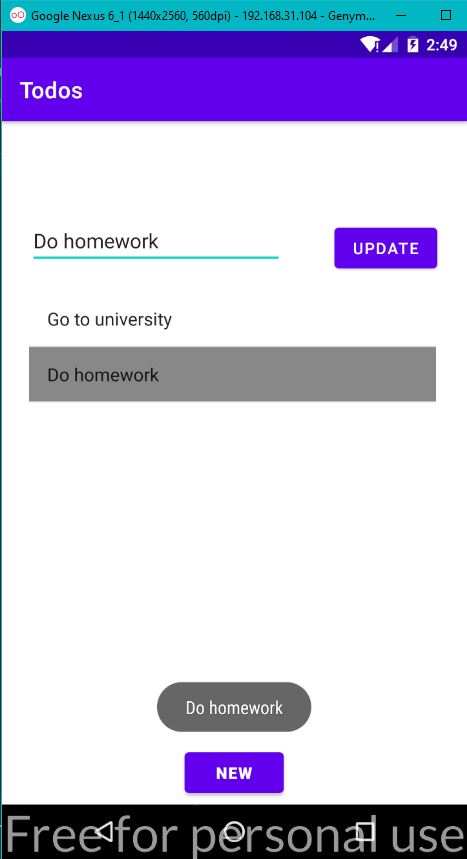 Google Nexus 6_1 (1440x2560, 560dpi) - 192.168.31.104 - Genym...
2:49
Todos
Do homework
UPDATE
Go to university
Do homework
Do homework
NEW
Free for personal use